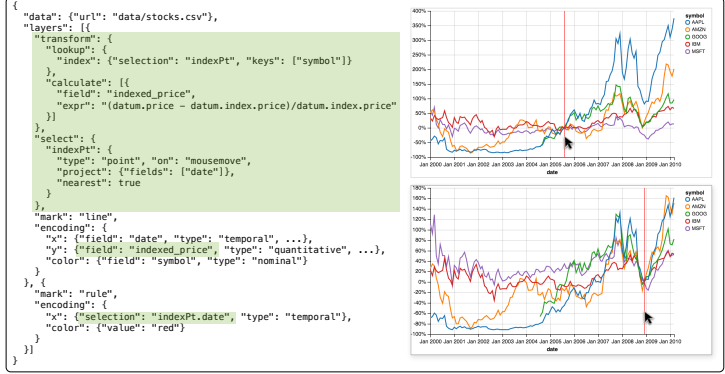 {
  "data": {"url": "data/stocks.csv"},
  "layers": [{
    "transform": {
      "lookup": {
        "index": {"selection": "indexPt", "keys": ["symbol"]}
      },
      "calculate": [{
        "field": "indexed_price",
        "expr": "(datum.price - datum.index.price)/datum.index.price"
      }]
    },
    "select": {
      "indexPt": {
        "type": "point", "on": "mousemove",
        "project": {"fields": ["date"]},
        "nearest": true
      }
    },
    "mark": "line",
    "encoding": {
      "x": {"field": "date", "type": "temporal", ...},
      "y": {"field": "indexed_price", "type": "quantitative", ...},
      "color": {"field": "symbol", "type": "nominal"}
    }
  }, {
    "mark": "rule",
    "encoding": {
      "x": {"selection": "indexPt.date", "type": "temporal"},
      "color": {"value": "red"}
    }
  }]
}
400%
350%
300%
250%
200%
150%
100%
50%
0%
-50%
-100%
Jan 2000 Jan 2001 Jan 2002 Jan 2003 Jan 2004 Jan 2005 Jan 2006 Jan 2007 Jan 2008 Jan 2009 Jan 2010
date
symbol
AAPL
AMZN
GOOG
IBM
MSFT
180%
160%
140%
120%
100%
80%
60%
40%
20%
0%
-20%
-40%
-60%
-80%
-100%
Jan 2000 Jan 2001 Jan 2002 Jan 2003 Jan 2004 Jan 2005 Jan 2006 Jan 2007 Jan 2008 Jan 2009 Jan 2010
date
symbol
AAPL
AMZN
GOOG
IBM
MSFT